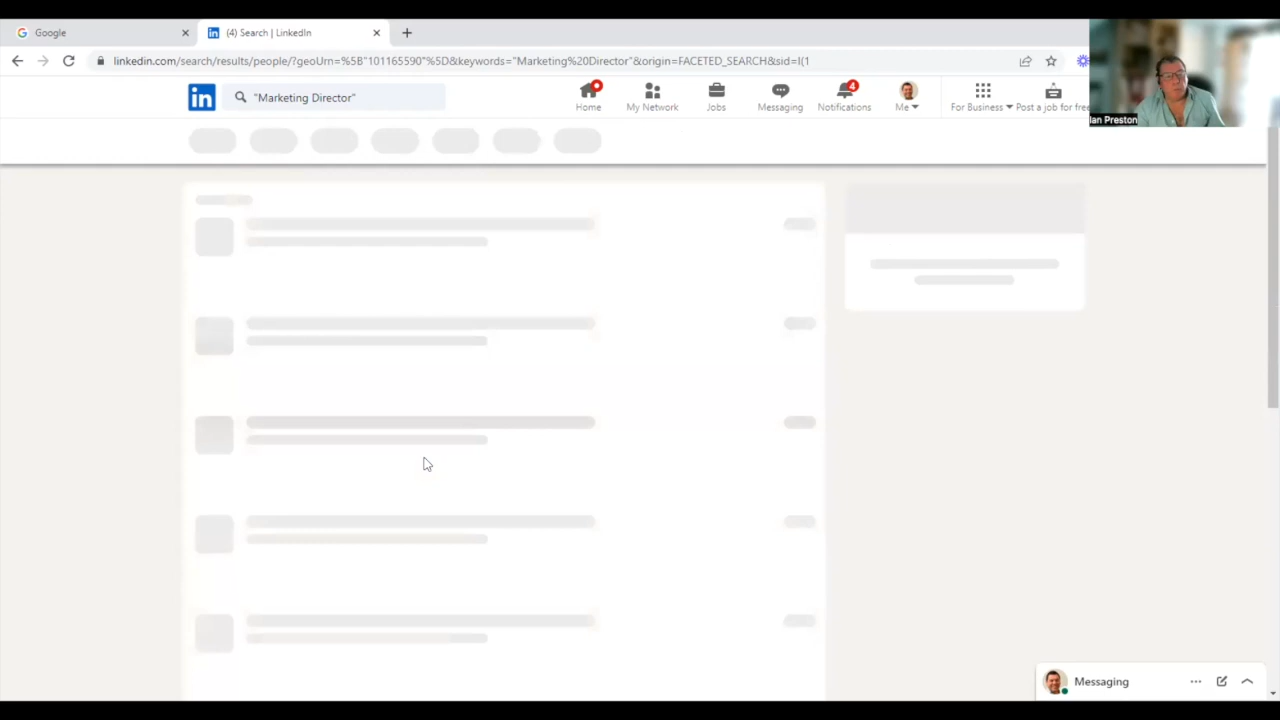 Google
(4) Search | LinkedIn
linkedin.com/search/results/people/?geoUrn=%5B"101165590"%5D&keywords="Marketing%20Director"&origin=FACETED_SEARCH&sid=I(1
in
"Marketing Director"
Home
My Network
Jobs
Messaging
4
Notifications
Me
For Business
Post a job for free
Ian Preston
Messaging